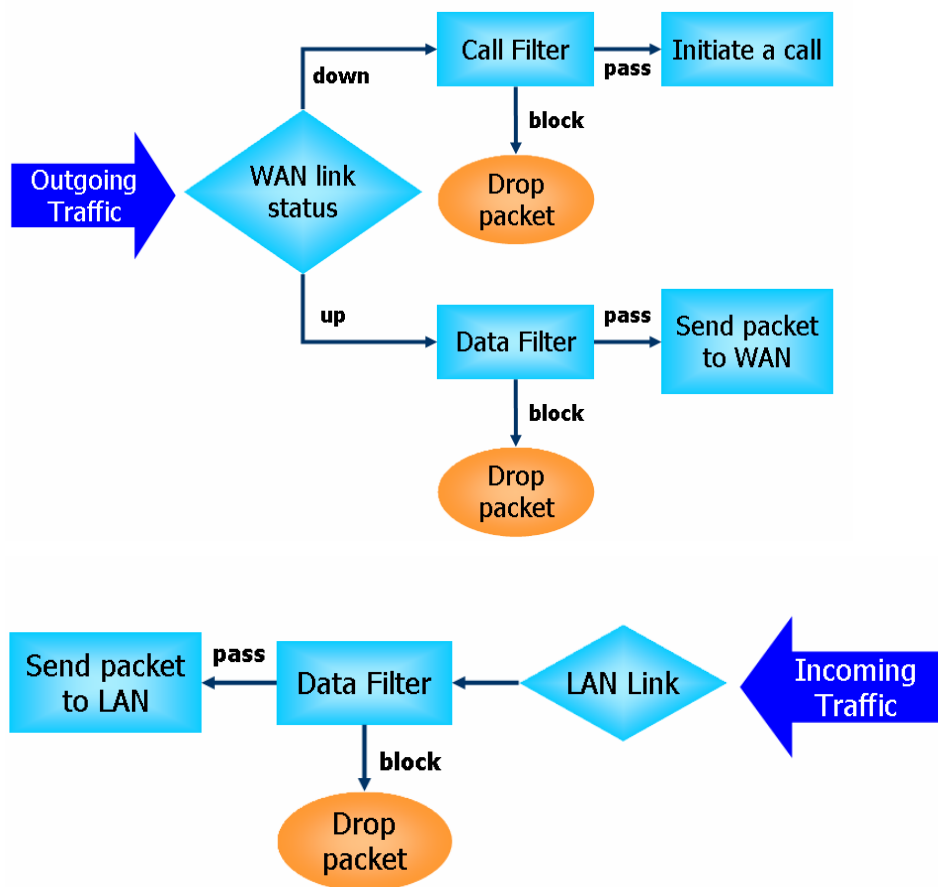 Outgoing
Traffic
WAN link
status
down
Call Filter
pass
Initiate a call
block
Drop
packet
up
Data Filter
pass
Send packet
to WAN
block
Drop
packet
Incoming
Traffic
LAN Link
Data Filter
pass
Send packet
to LAN
block
Drop
packet